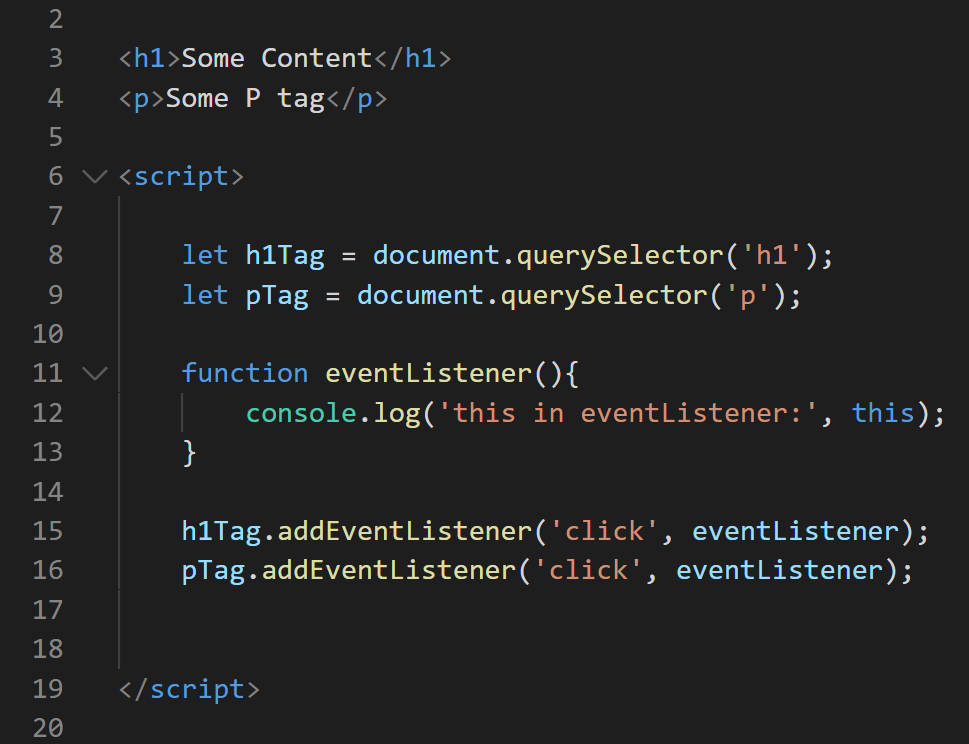 2
3 <h1>Some Content</h1>
4 <p>Some P tag</p>
5
6 <script>
7
8 let h1Tag = document.querySelector('h1');
9 let pTag = document.querySelector('p');
10
11 function eventListener(){
12 console.log('this in eventListener:', this);
13 }
14
15 h1Tag.addEventListener('click', eventListener);
16 pTag.addEventListener('click', eventListener);
17
18
19 </script>
20